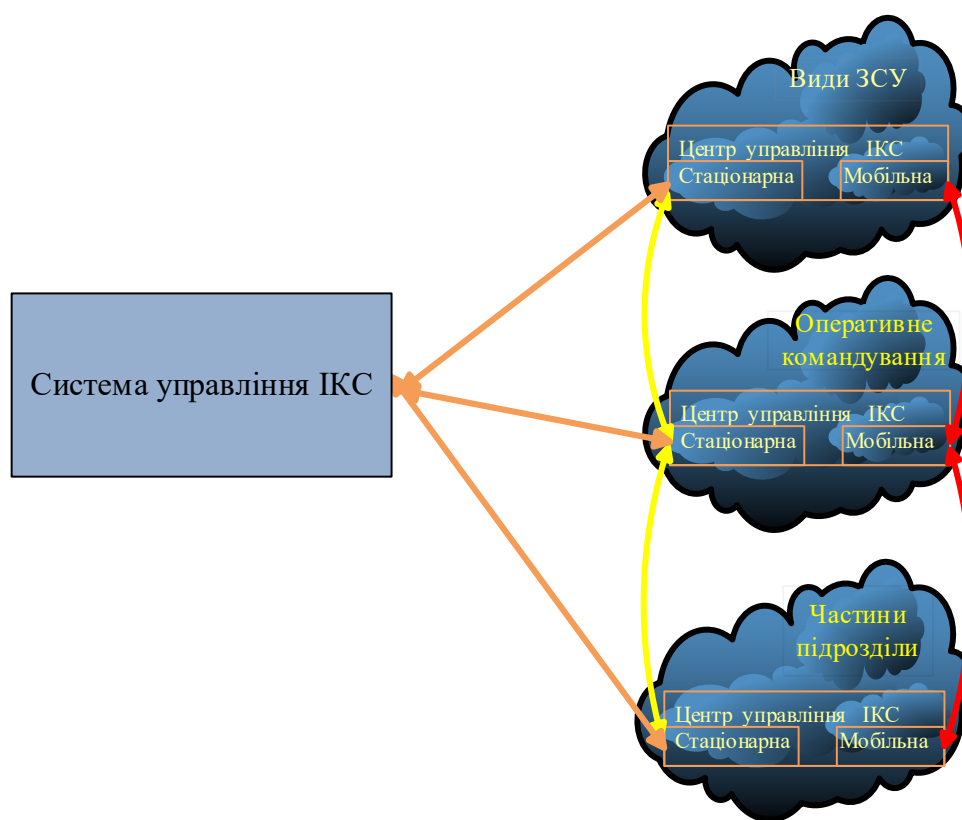 Види ЗСУ
Центр управління ІКС
Стаціонарна Мобільна
Система управління ІКС
Оперативне
командування
Центр управління ІКС
Стаціонарна Мобільна
Частини
підрозділи
Центр управління ІКС
Стаціонарна Мобільна